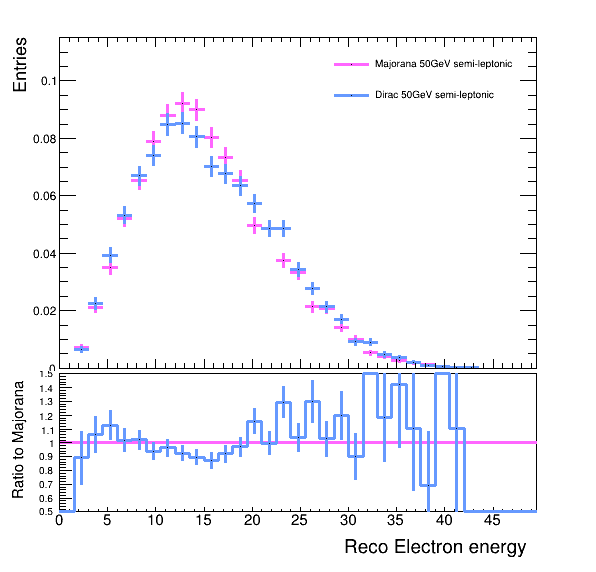 Entries
Majorana 50GeV semi-leptonic
Dirac 50GeV semi-leptonic
0.1
0.08
0.06
0.04
0.02
0
Ratio to Majorana
1.5
1.4
1.3
1.2
1.1
1
0.9
0.8
0.7
0.6
0.5
0 5 10 15 20 25 30 35 40 45
Reco Electron energy